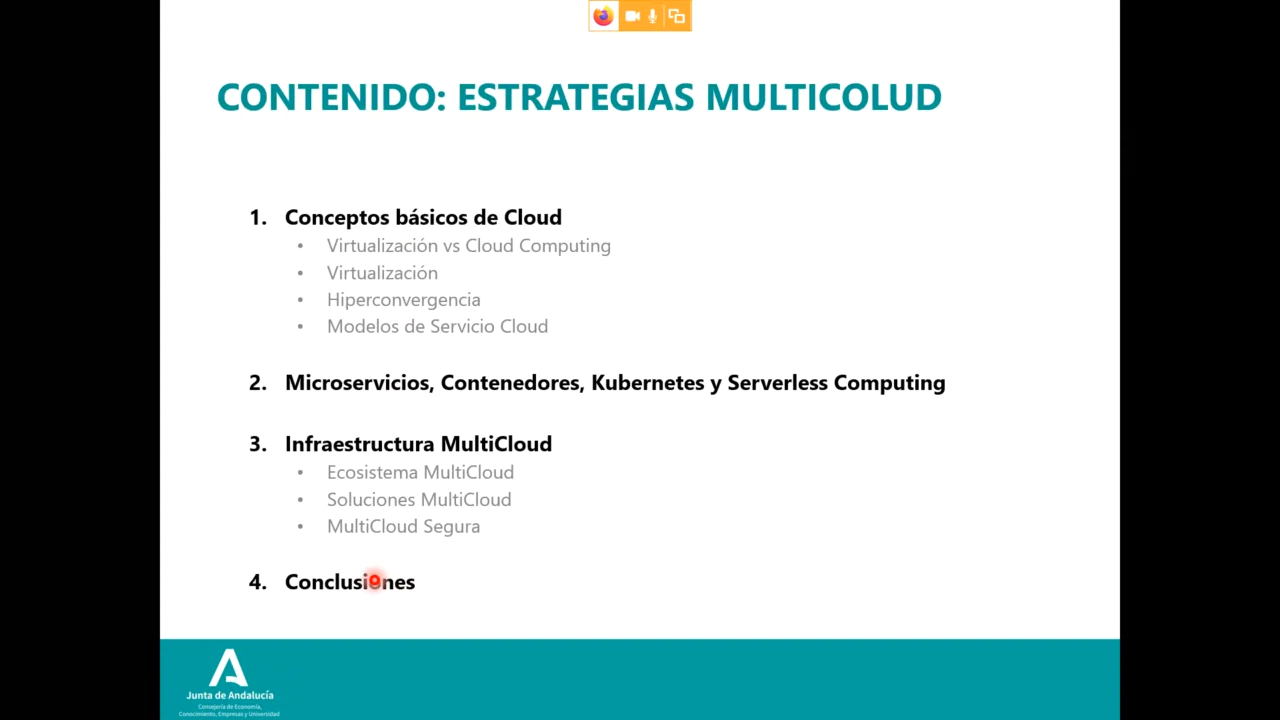 CONTENIDO: ESTRATEGIAS MULTICOLUD
1. Conceptos básicos de Cloud
• Virtualización vs Cloud Computing
• Virtualización
• Hiperconvergencia
• Modelos de Servicio Cloud
2. Microservicios, Contenedores, Kubernetes y Serverless Computing
3. Infraestructura MultiCloud
• Ecosistema MultiCloud
• Soluciones MultiCloud
• MultiCloud Segura
4. Conclusiones
Junta de Andalucía
Consejería de Economía,
Conocimiento, Empresas y Universidad